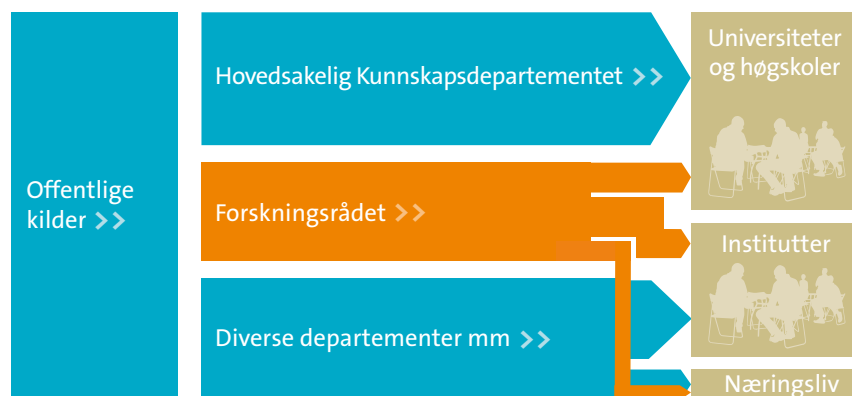 Offentlige
kilder >>
Hovedsakelig Kunnskapsdepartementet >>
Forskningsrådet >>
Diverse departementer mm >>
Universiteter
og høgskoler
Institutter
Næringsliv